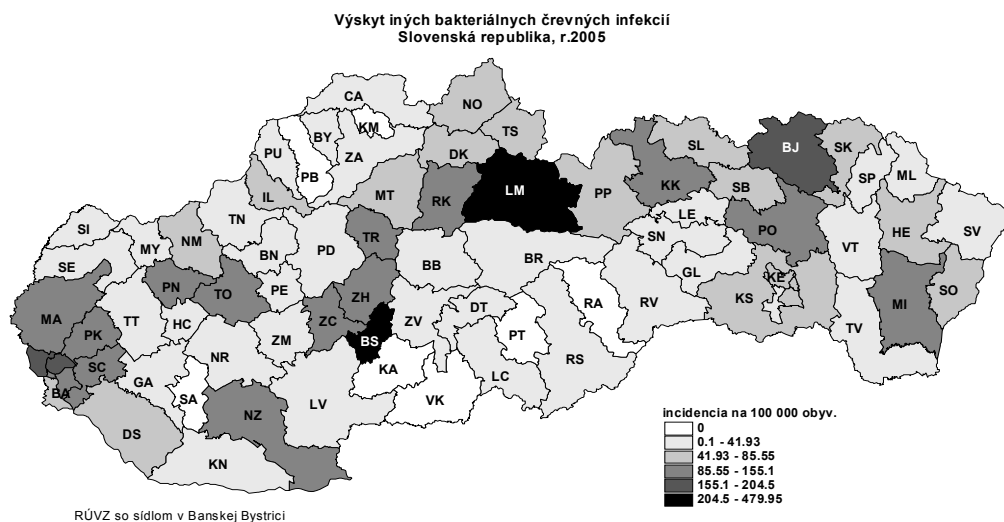 Výskyt iných bakteriálnych črevných infekcií
Slovenská republika, r.2005
CA
NO
KM
BY
TS
PU
ZA
DK
SL
BJ
SK
PB
SP
ML
IL
MT
RK
LM
PP
KK
SB
TN
LE
PO
SI
MY
NM
TR
SN
VT
HE
SV
SE
BN
PD
BB
BR
GL
KE
PN
TO
PE
ZH
RA
RV
KS
MI
SO
MA
PK
TT
HC
ZC
ZV
DT
TV
NR
ZM
BS
PT
SC
RS
GA
KA
LC
BA
SA
VK
NZ
LV
DS
KN
incidencia na 100 000 obyv.
0
0.1 - 41.93
41.93 - 85.55
85.55 - 155.1
155.1 - 204.5
204.5 - 479.95
RÚVZ so sídlom v Banskej Bystrici